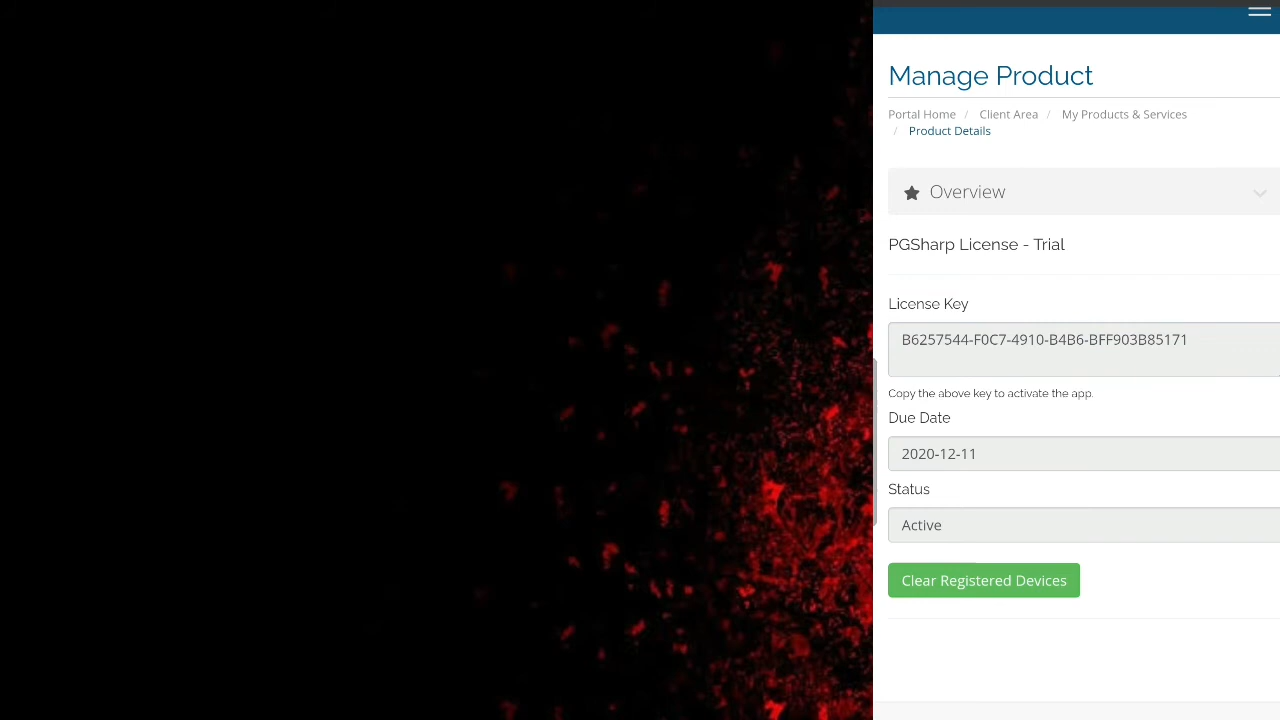 Manage Product
Portal Home / Client Area / My Products & Services
/ Product Details
Overview
PGSharp License - Trial
License Key
B6257544-F0C7-4910-B4B6-BFF903B85171
Copy the above key to activate the app.
Due Date
2020-12-11
Status
Active
Clear Registered Devices